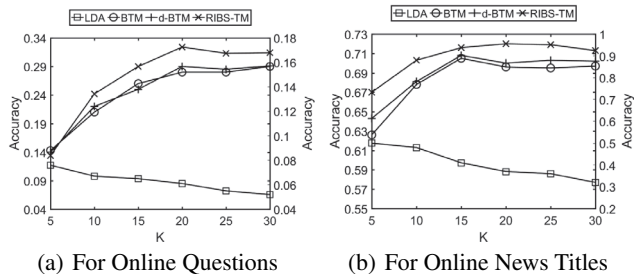 LDA BTM d-BTM RIBS-TM
0.34
0.29
0.24
0.19
0.14
0.09
0.04
Accuracy
0.18
0.16
0.14
0.12
0.1
0.08
0.06
0.04
Accuracy
5 10 15 20 25 30
K
(a) For Online Questions
LDA BTM d-BTM RIBS-TM
0.73
0.71
0.69
0.67
0.65
0.63
0.61
0.59
0.57
0.55
Accuracy
1
0.9
0.8
0.7
0.6
0.5
0.4
0.3
0.2
Accuracy
5 10 15 20 25 30
K
(b) For Online News Titles